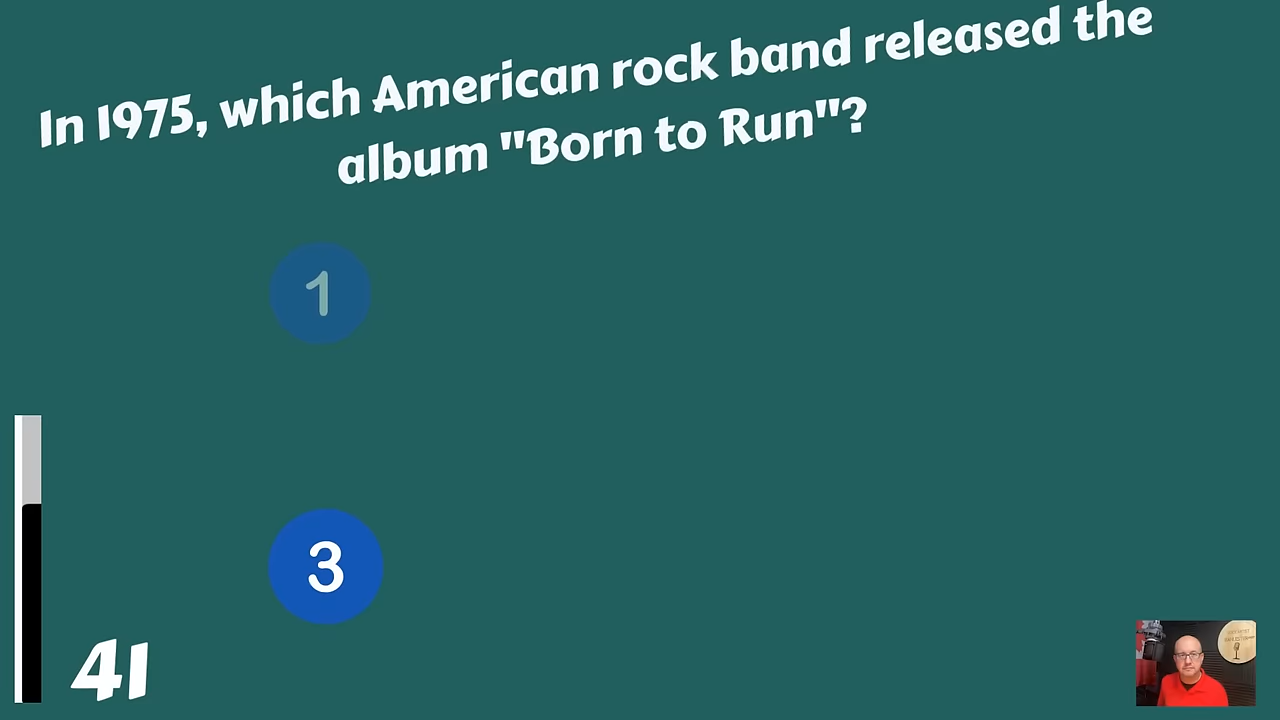 In 1975, which American rock band released the
album "Born to Run"?
1
3
41